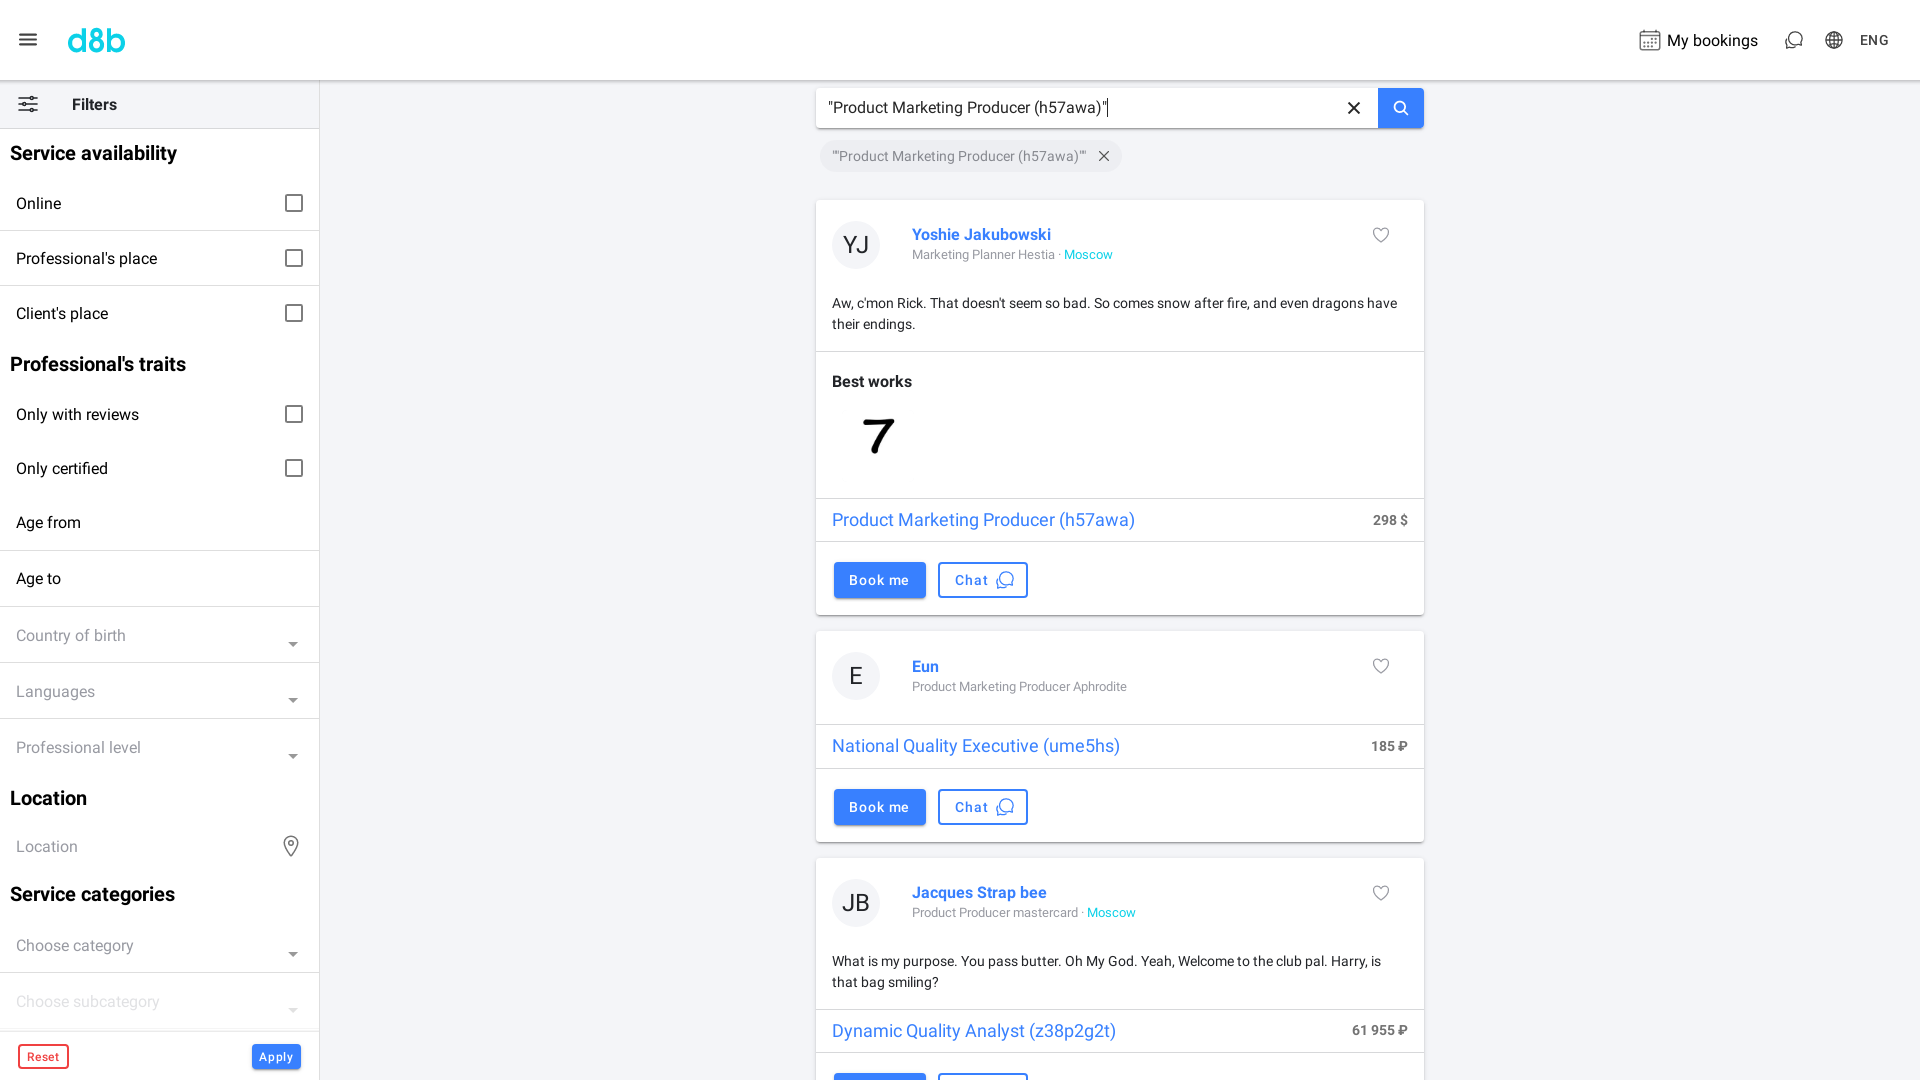 d8b
My bookings
ENG
Filters
Service availability
Online
Professional's place
Client's place
Professional's traits
Only with reviews
Only certified
Age from
Age to
Country of birth
Languages
Professional level
Location
Location
Service categories
Choose category
Choose subcategory
Reset
Apply
"Product Marketing Producer (h57awa)"
""Product Marketing Producer (h57awa)""
YJ
Yoshie Jakubowski
Marketing Planner Hestia · Moscow
Aw, c'mon Rick. That doesn't seem so bad. So comes snow after fire, and even dragons have
their endings.
Best works
7
Product Marketing Producer (h57awa)
298 $
Book me
Chat
E
Eun
Product Marketing Producer Aphrodite
National Quality Executive (ume5hs)
185 ₽
Book me
Chat
JB
Jacques Strap bee
Product Producer mastercard · Moscow
What is my purpose. You pass butter. Oh My God. Yeah, Welcome to the club pal. Harry, is
that bag smiling?
Dynamic Quality Analyst (z38p2g2t)
61 955 ₽